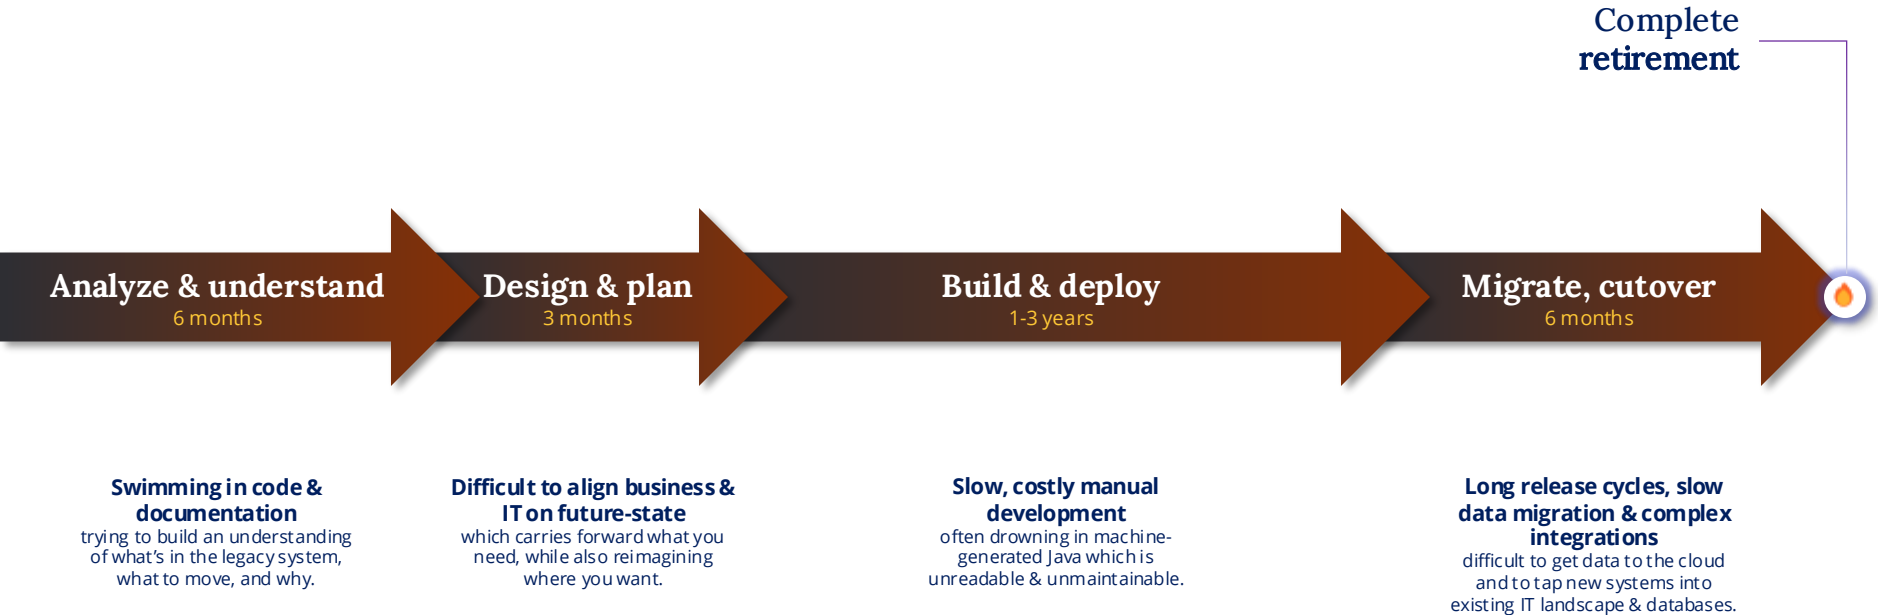 Complete
retirement
Analyze & understand
6 months
Design & plan
3 months
Build & deploy
1-3 years
Migrate, cutover
6 months
Swimming in code &
documentation
trying to build an understanding
of what's in the legacy system,
what to move, and why.
Difficult to align business &
IT on future-state
which carries forward what you
need, while also reimagining
where you want.
Slow, costly manual
development
often drowning in machine-
generated Java which is
unreadable & unmaintainable.
Long release cycles, slow
data migration & complex
integrations
difficult to get data to the cloud
and to tap new systems into
existing IT landscape & databases.